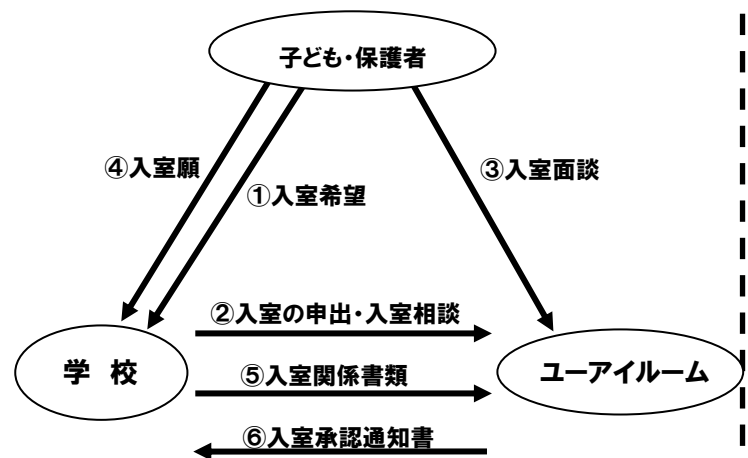 子ども・保護者
④入室願
①入室希望
③入室面談
②入室の申出・入室相談
学 校
ユーアイルーム
⑤入室関係書類
⑥入室承認通知書